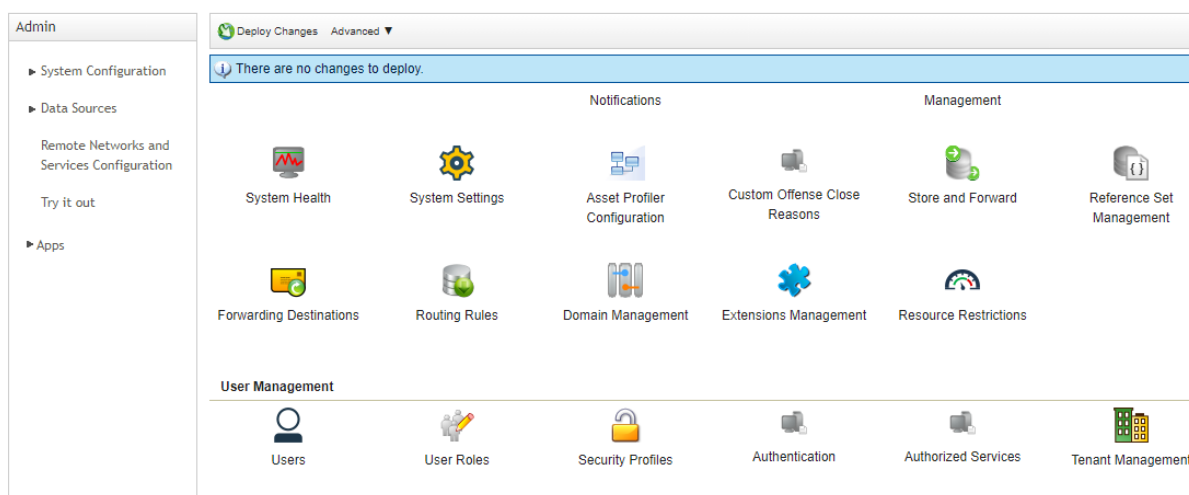 Admin
System Configuration
Data Sources
Remote Networks and
Services Configuration
Try it out
Apps
Deploy Changes Advanced ▼
There are no changes to deploy.
Notifications Management
System Health System Settings Asset Profiler Custom Offense Close Store and Forward Reference Set
Configuration Reasons Management
Forwarding Destinations Routing Rules Domain Management Extensions Management Resource Restrictions
User Management
Users User Roles Security Profiles Authentication Authorized Services Tenant Management